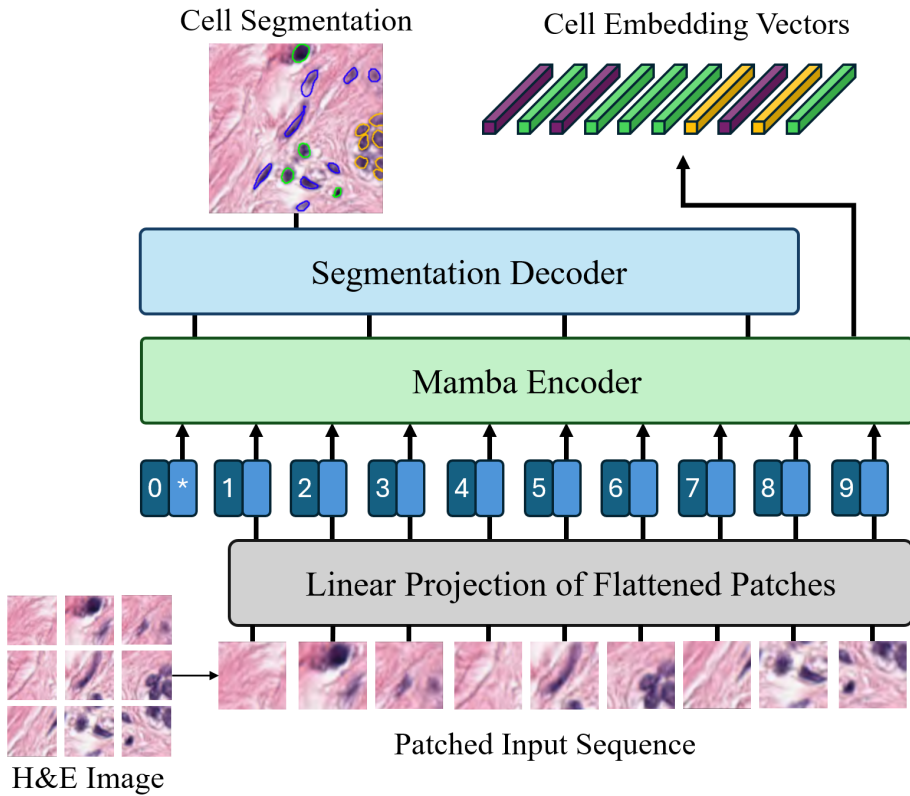 Cell Segmentation
Cell Embedding Vectors
Segmentation Decoder
Mamba Encoder
0 * 1 2 3 4 5 6 7 8 9
Linear Projection of Flattened Patches
Patched Input Sequence
H&E Image